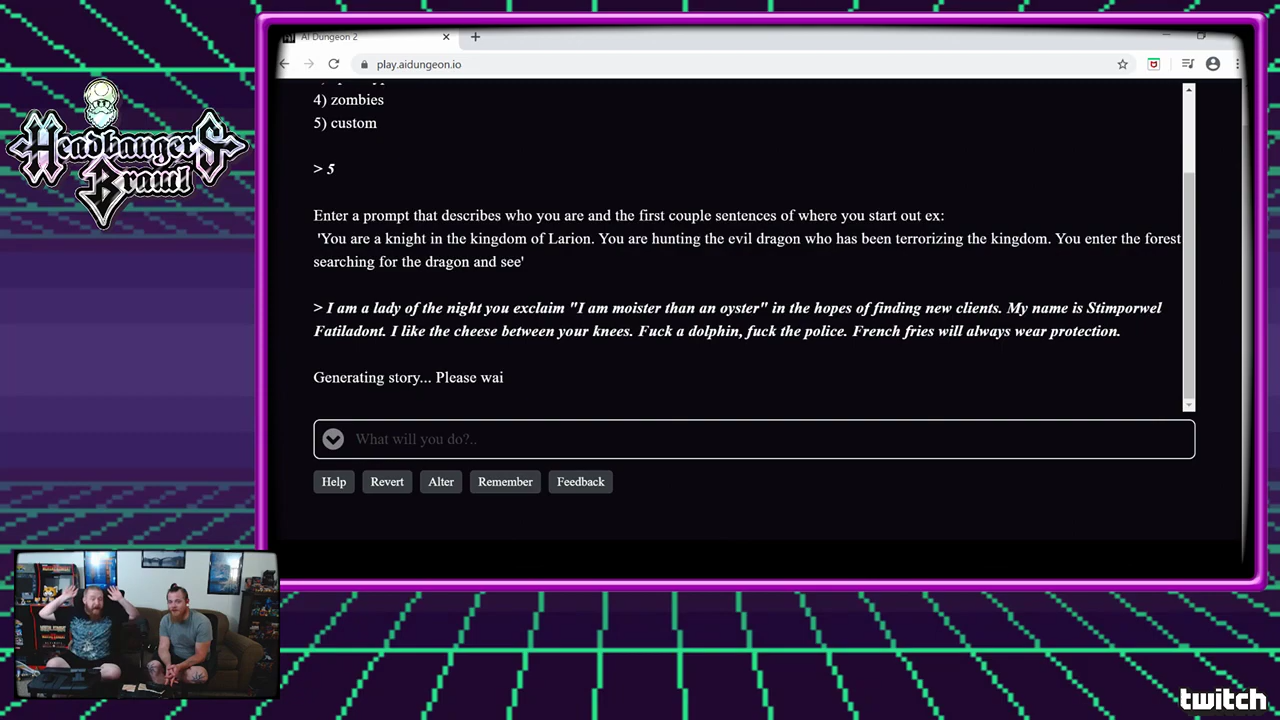 HeadbangerS
Brawl
AI Dungeon 2
play.aidungeon.io
4) zombies
5) custom
> 5
Enter a prompt that describes who you are and the first couple sentences of where you start out ex:
'You are a knight in the kingdom of Larion. You are hunting the evil dragon who has been terrorizing the kingdom. You enter the forest
searching for the dragon and see'
> I am a lady of the night you exclaim "I am moister than an oyster" in the hopes of finding new clients. My name is Stimporwel
Fatiladont. I like the cheese between your knees. Fuck a dolphin, fuck the police. French fries will always wear protection.
Generating story... Please wai
What will you do?..
Help Revert Alter Remember Feedback
twitch